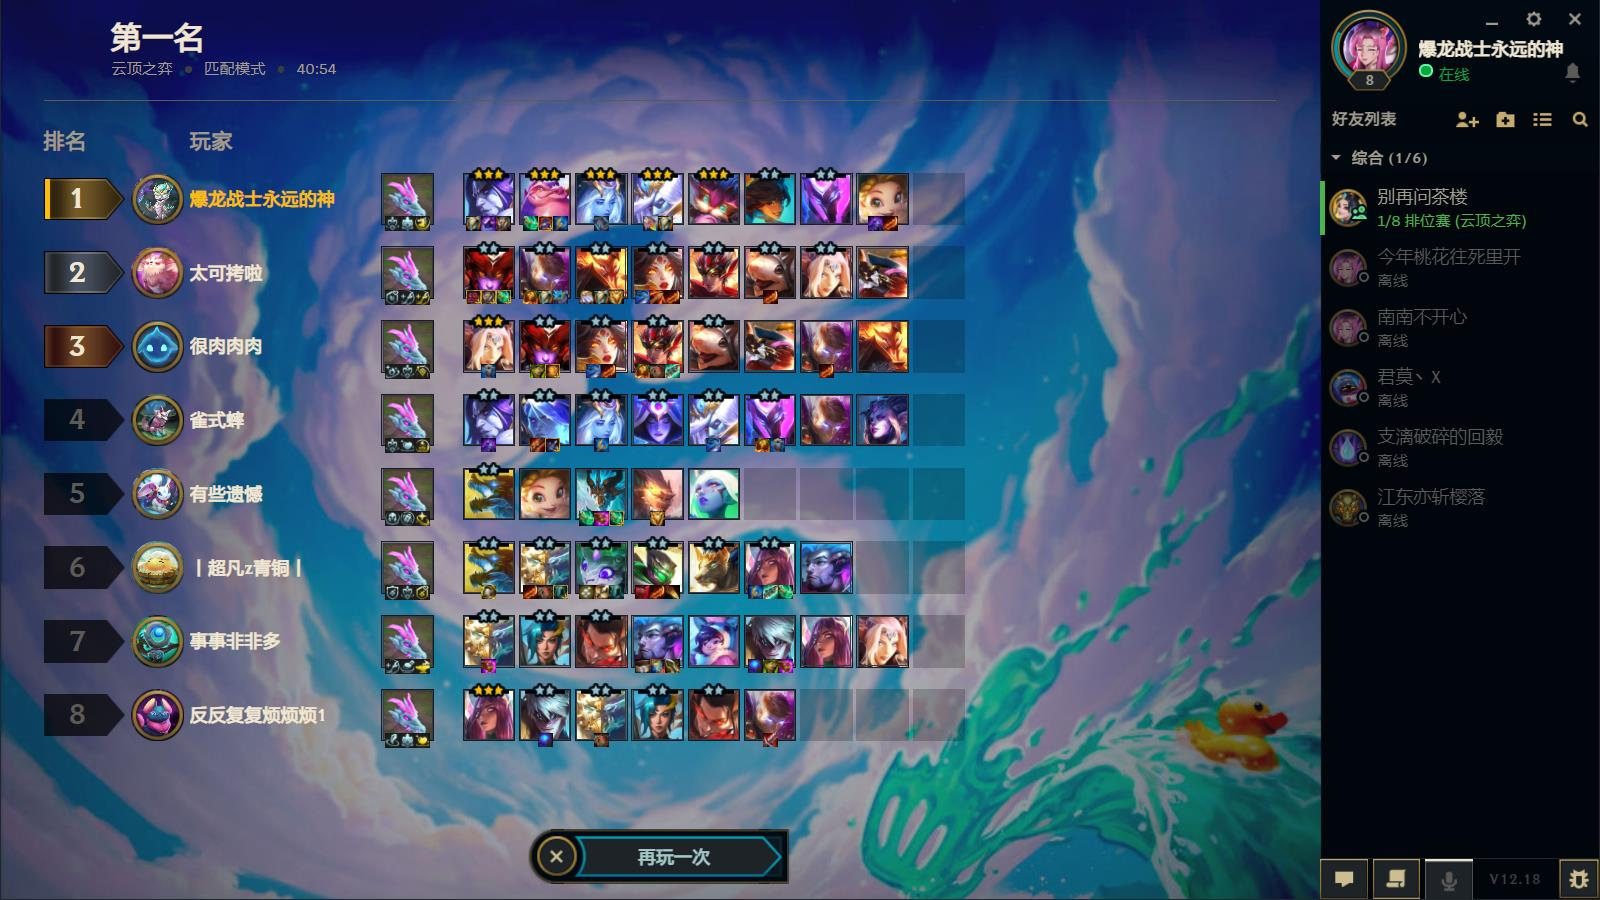 第一名
云顶之弈 • 匹配模式 • 40:54
排名 玩家
1 爆龙战士永远的神
2 太可拷啦
3 很肉肉肉
4 雀式蟀
5 有些遗憾
6 丨超凡z青铜丨
7 事事非非多
8 反反复复烦烦烦1
再玩一次
爆龙战士永远的神
8
在线
好友列表
综合 (1/6)
别再问茶楼
1/8 排位赛 (云顶之弈)
今年桃花往死里开
离线
南南不开心
离线
君莫丶X
离线
支漓破碎的回毅
离线
江东亦斩樱落
离线
V12.18